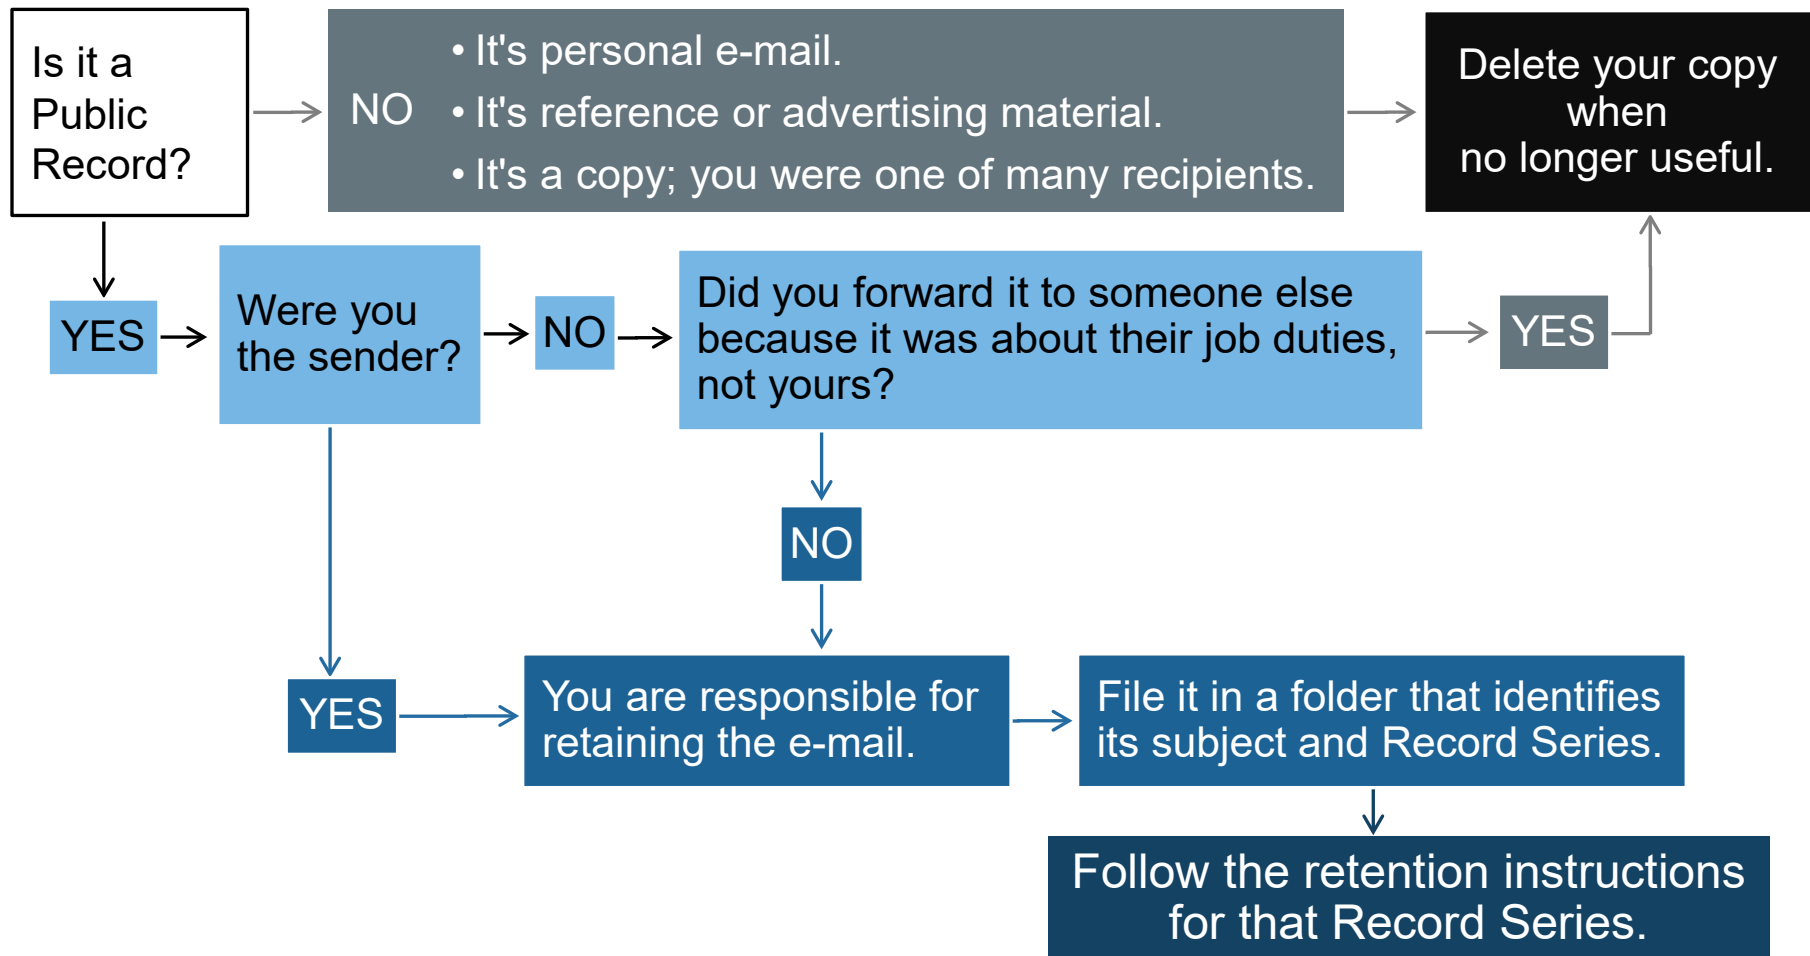 Is it a
Public
Record?
NO
• It's personal e-mail.
• It's reference or advertising material.
• It's a copy; you were one of many recipients.
Delete your copy
when
no longer useful.
YES
Were you
the sender?
NO
Did you forward it to someone else
because it was about their job duties,
not yours?
YES
NO
YES
You are responsible for
retaining the e-mail.
File it in a folder that identifies
its subject and Record Series.
Follow the retention instructions
for that Record Series.